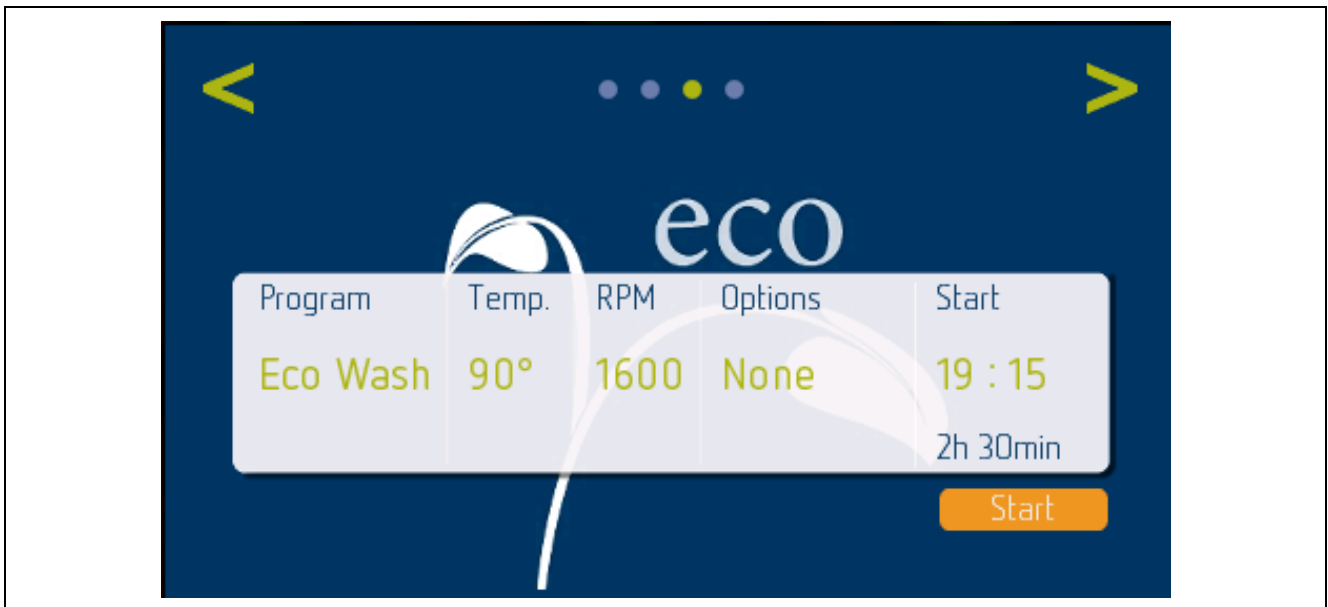 < >
eco
Program Temp. RPM Options Start
Eco Wash 90° 1600 None 19 : 15
2h 30min
Start